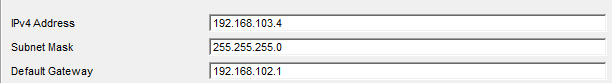 IPv4 Address 192.168.103.4
Subnet Mask 255.255.255.0
Default Gateway 192.168.102.1